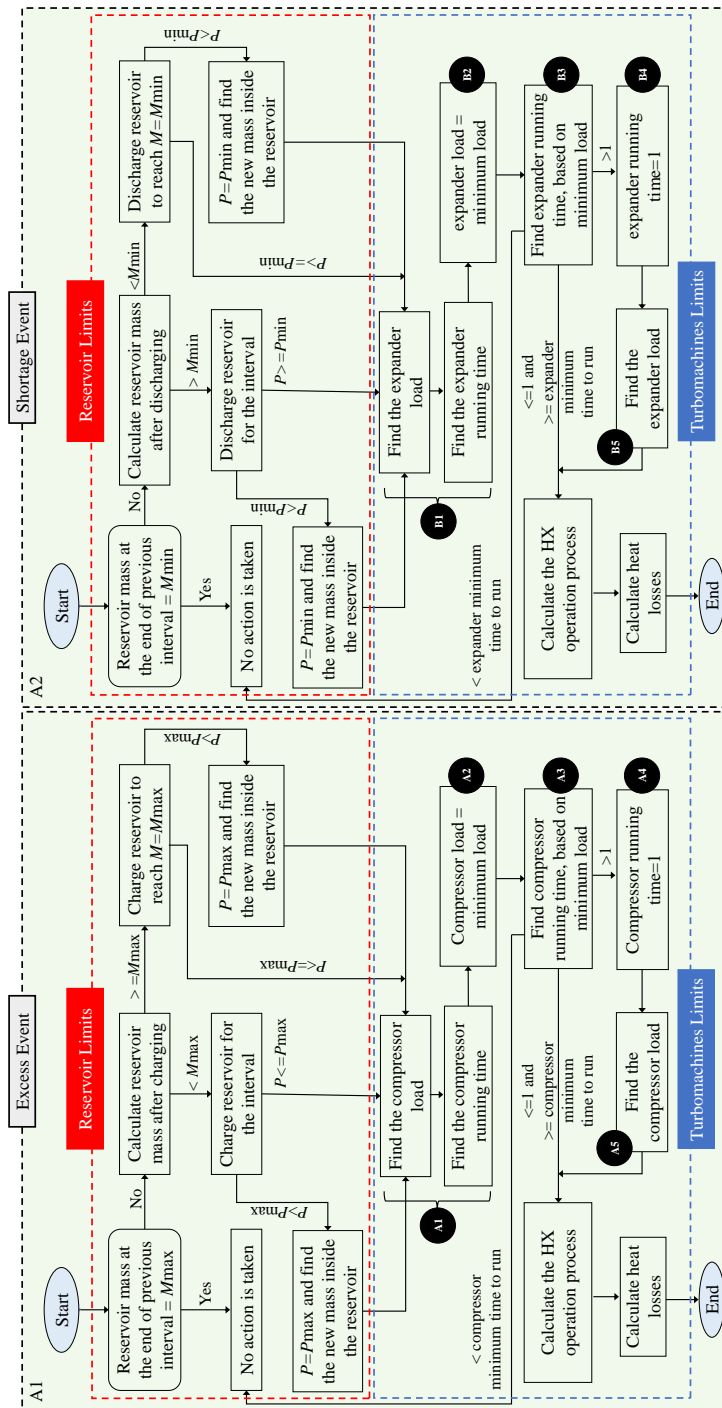 A1
Excess Event
Reservoir Limits
Start
Reservoir mass at
the end of previous
interval = Mmax
No
Yes
No action is taken
Calculate reservoir
mass after charging
> =Mmax
< Mmax
Charge reservoir to
reach M=Mmax
P>Pmax
Charge reservoir for
the interval
P<=Pmax
P<=Pmax
P>Pmax
P=Pmax and find
the new mass inside
the reservoir
P=Pmax and find
the new mass inside
the reservoir
Find the compressor
load
Find the compressor
running time
A1
Compressor load =
minimum load
A2
Find compressor
running time, based on
minimum load
A3
< compressor
minimum time to run
<=1 and
>= compressor
minimum
time to run
>1
Compressor running
time=1
A4
Find the
compressor load
A5
Calculate the HX
operation process
Calculate heat
losses
End
Turbomachines Limits
A2
Shortage Event
Reservoir Limits
Start
Reservoir mass at
the end of previous
interval = Mmin
No
Yes
No action is taken
Calculate reservoir mass
after discharging
<Mmin
> Mmin
Discharge reservoir
to reach M=Mmin
P<Pmin
Discharge reservoir
for the interval
P>=Pmin
P>=Pmin
P<Pmin
P=Pmin and find
the new mass inside
the reservoir
P=Pmin and find
the new mass inside
the reservoir
Find the expander
load
Find the expander
running time
B1
expander load =
minimum load
B2
Find expander running
time, based on
minimum load
B3
< expander minimum
time to run
<=1 and
>= expander
minimum
time to run
>1
expander running
time=1
B4
Find the
expander load
B5
Calculate the HX
operation process
Calculate heat
losses
End
Turbomachines Limits